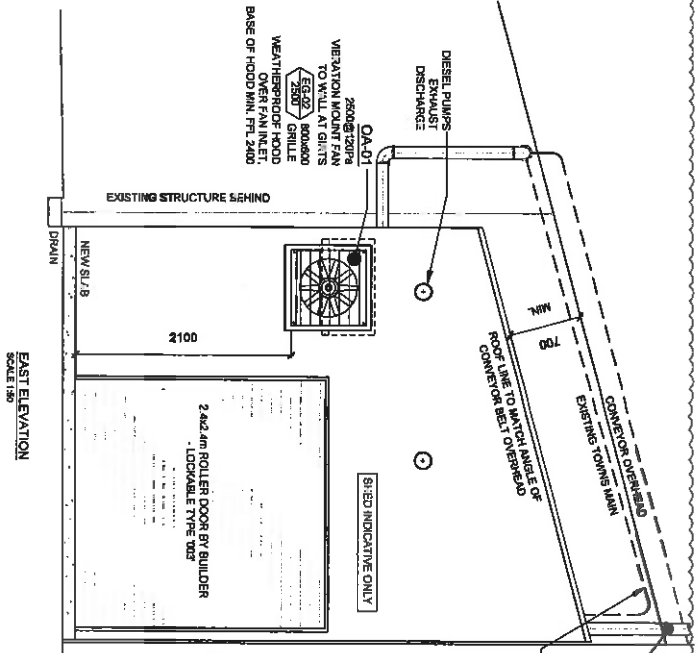 DIESEL PUMPS
EXHAUST
DISCHARGE
OA-01
2500@120Pa
VIBRATION MOUNT FAN
TO WALL AT GIRTS
EG-02
2500
800x600
GRILLE
WEATHERPROOF HOOD
OVER FAN INLET.
BASE OF HOOD MIN. FFL 2400
EXISTING STRUCTURE BEHIND
DRAIN
NEW SLAB
2100
MIN.
700
CONVEYOR OVERHEAD
EXISTING TOWNS MAIN
ROOF LINE TO MATCH ANGLE OF
CONVEYOR BELT OVERHEAD
SHED INDICATIVE ONLY
2.4x2.4m ROLLER DOOR BY BUILDER
- LOCKABLE TYPE '003'
EAST ELEVATION
SCALE 1:50